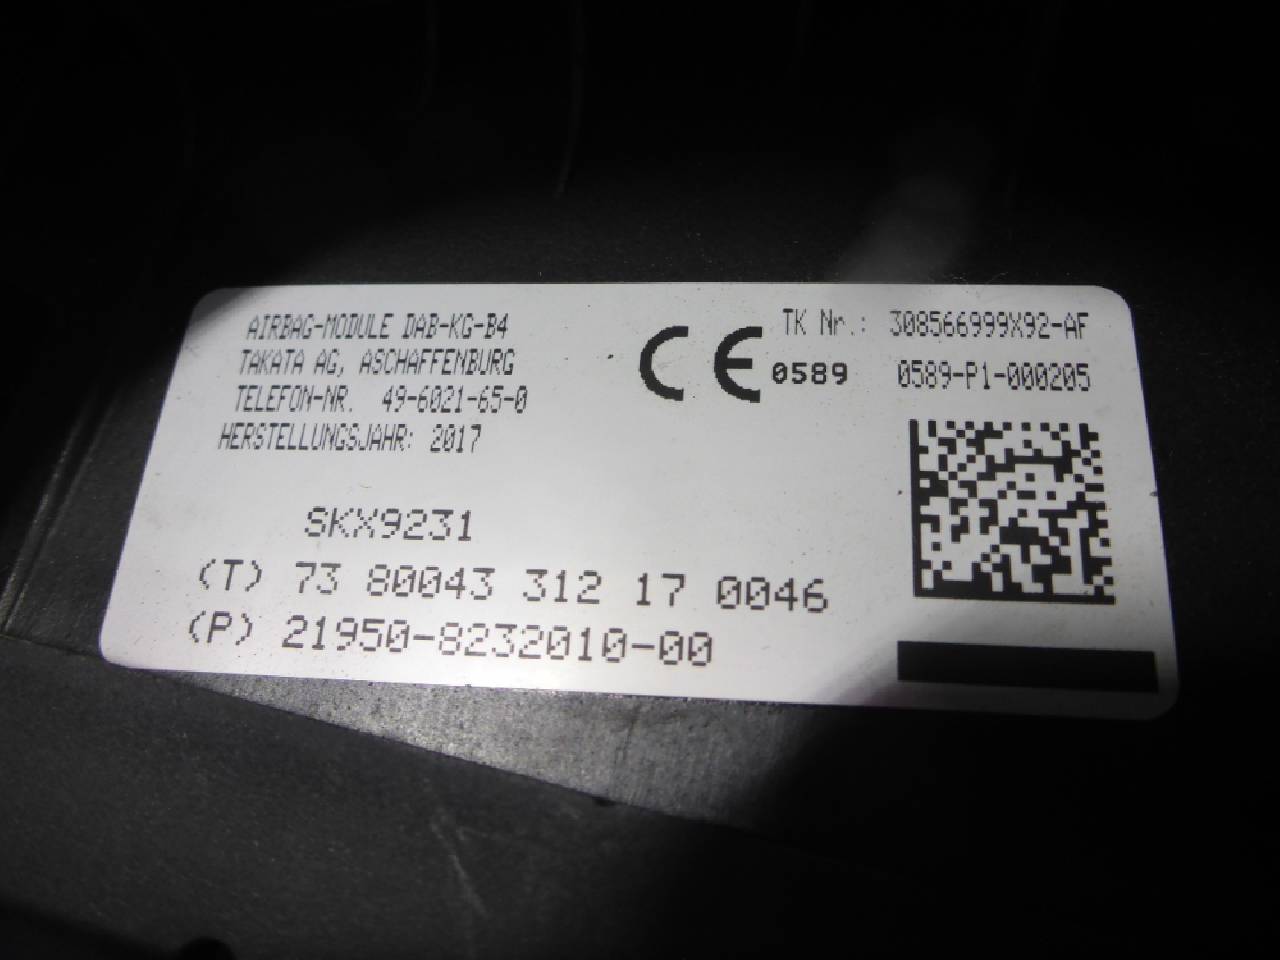 AIRBAG-MODULE DAB-KG-B4
TAKATA AG, ASCHAFFENBURG
TELEFON-NR. 49-6021-65-0
HERSTELLUNGSJAHR: 2017
CE 0589
TK Nr.: 308566999X92-AF
0589-P1-000205
SKX9231
(T) 73 80043 312 17 0046
(P) 21950-8232010-00